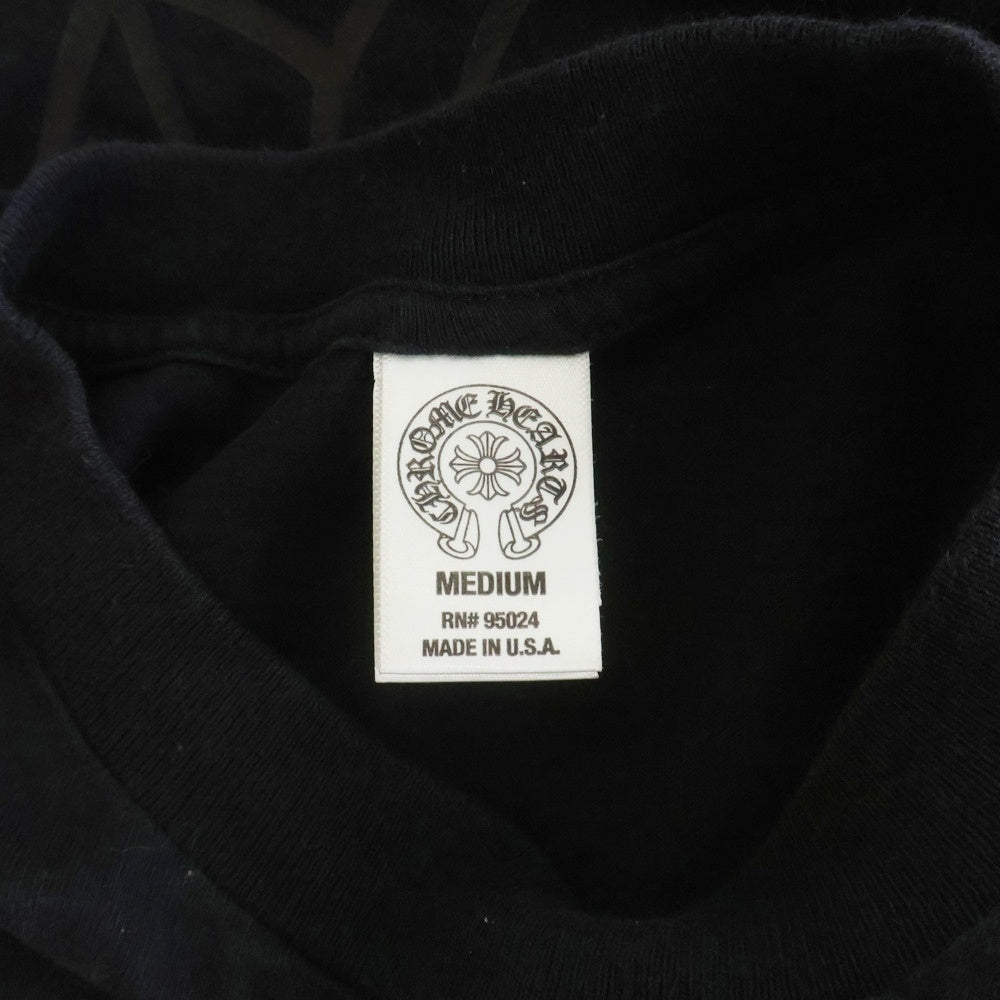 CHROME HEARTS
MEDIUM
RN# 95024
MADE IN U.S.A.